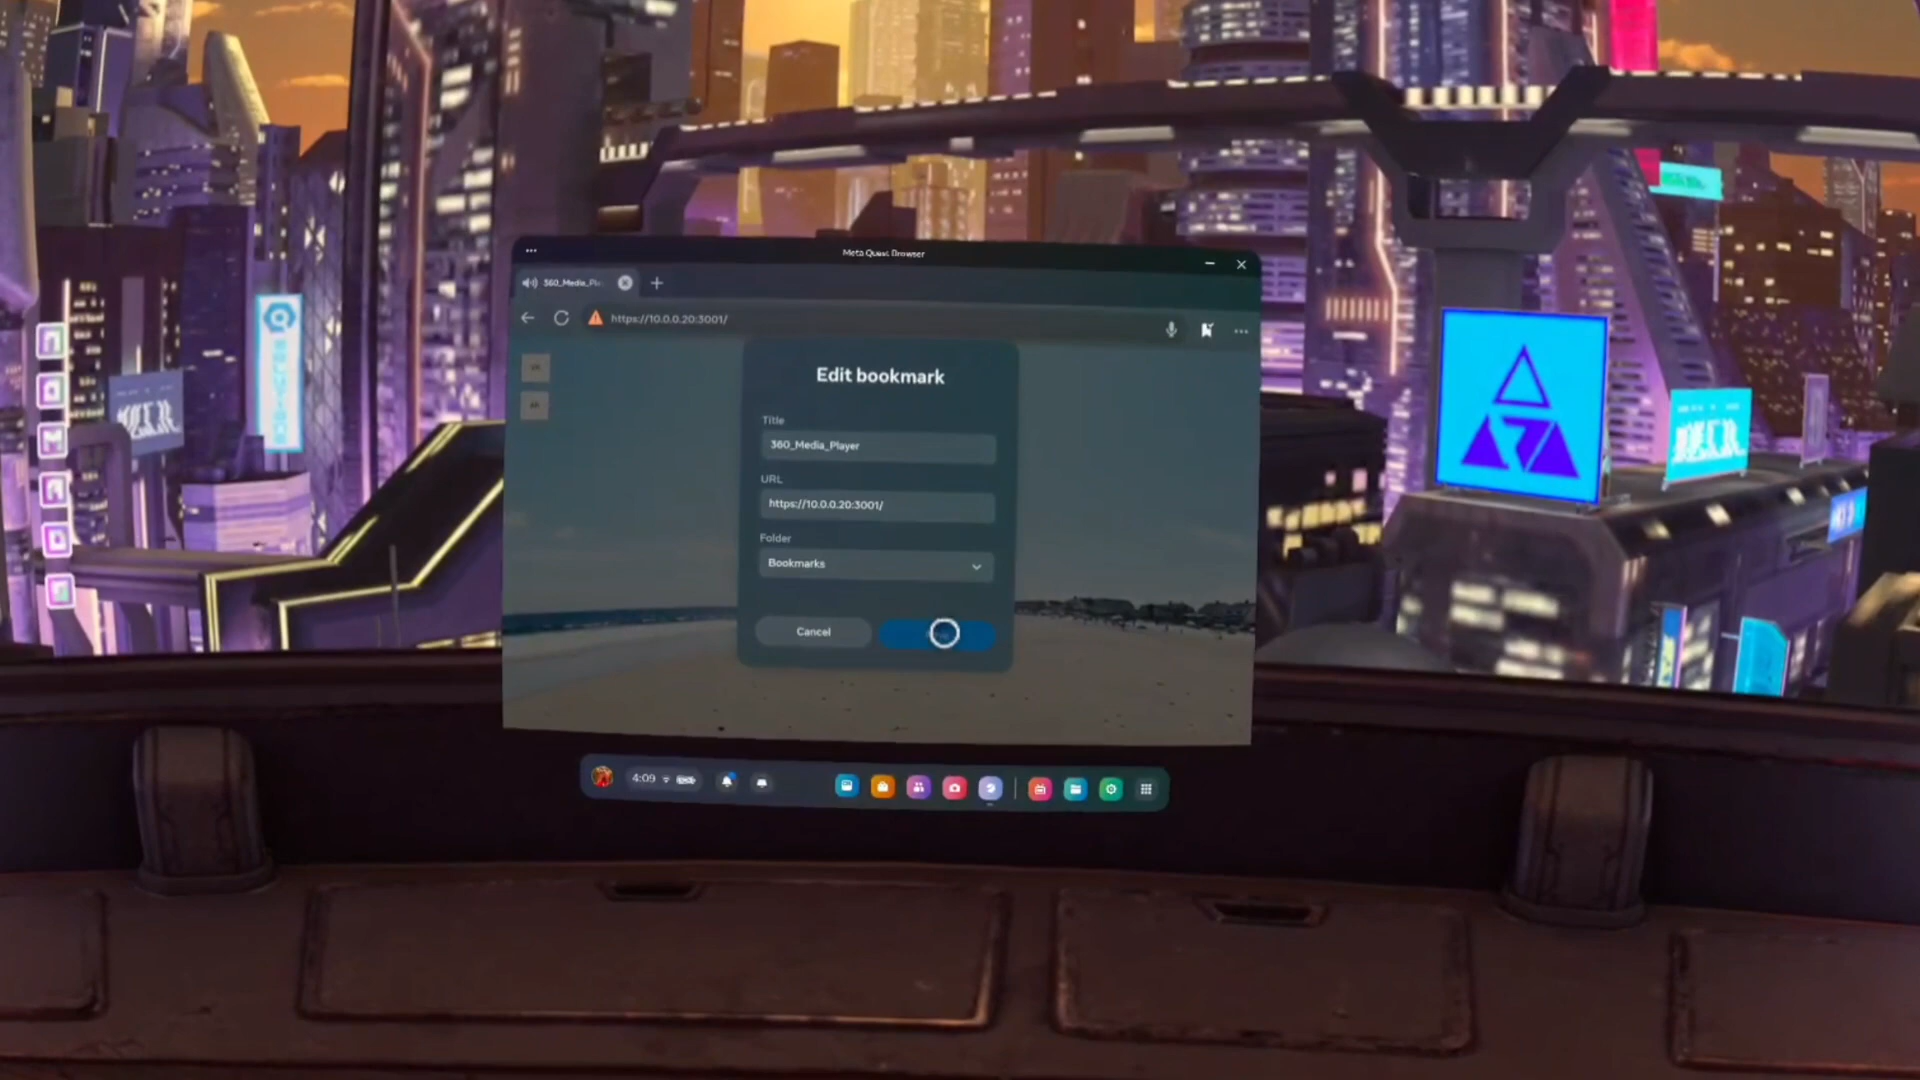 Meta Quest Browser
360_Media_Pl
https://10.0.0.20:3001/
Edit bookmark
Title
360_Media_Player
URL
https://10.0.0.20:3001/
Folder
Bookmarks
Cancel
4:09